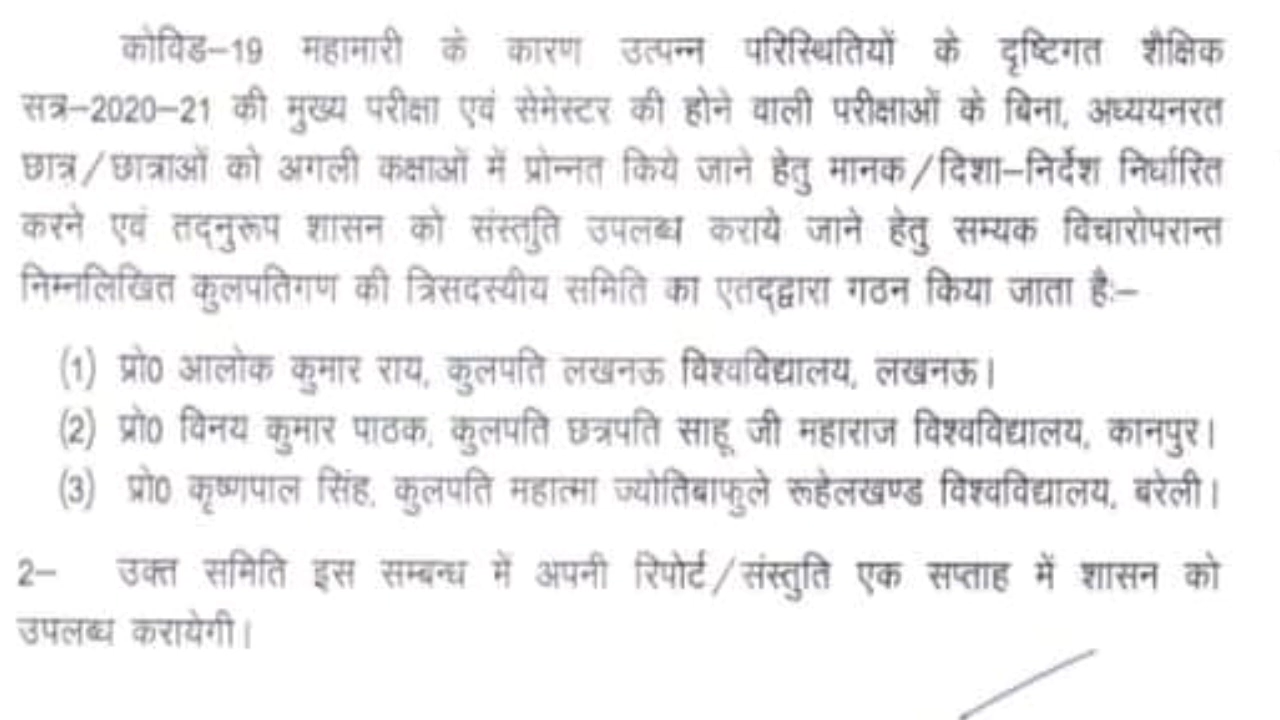 कोविड–19 महामारी के कारण उत्पन्न परिस्थितियों के दृष्टिगत शैक्षिक
सत्र–2020–21 की मुख्य परीक्षा एवं सेमेस्टर की होने वाली परीक्षाओं के बिना, अध्ययनरत
छात्र/छात्राओं को अगली कक्षाओं में प्रोन्नत किये जाने हेतु मानक/दिशा–निर्देश निर्धारित
करने एवं तद्नुरूप शासन को संस्तुति उपलब्ध कराये जाने हेतु सम्यक विचारोपरान्त
निम्नलिखित कुलपतिगण की त्रिसदस्यीय समिति का एतद्द्वारा गठन किया जाता है:–
(1) प्रो0 आलोक कुमार राय, कुलपति लखनऊ विश्वविद्यालय, लखनऊ।
(2) प्रो0 विनय कुमार पाठक, कुलपति छत्रपति साहू जी महाराज विश्वविद्यालय, कानपुर।
(3) प्रो0 कृष्णपाल सिंह, कुलपति महात्मा ज्योतिबाफुले रूहेलखण्ड विश्वविद्यालय, बरेली।
2– उक्त समिति इस सम्बन्ध में अपनी रिपोर्ट/संस्तुति एक सप्ताह में शासन को
उपलब्ध करायेगी।